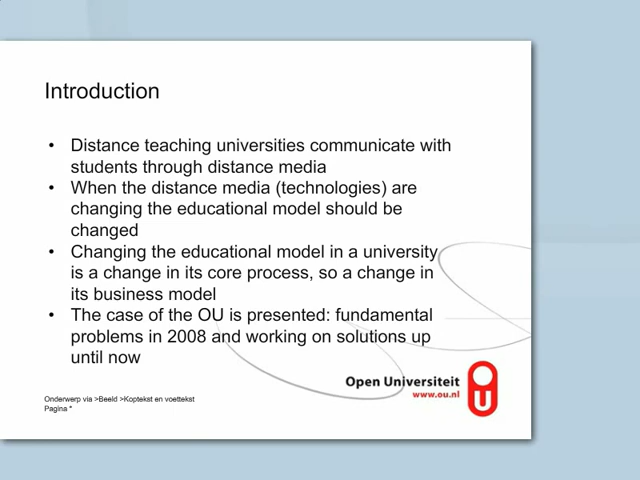 Introduction
• Distance teaching universities communicate with
students through distance media
• When the distance media (technologies) are
changing the educational model should be
changed
• Changing the educational model in a university
is a change in its core process, so a change in
its business model
• The case of the OU is presented: fundamental
problems in 2008 and working on solutions up
until now
Open Universiteit
www.ou.nl
U
Onderwerp via >Beeld >Koptekst en voettekst
Pagina *